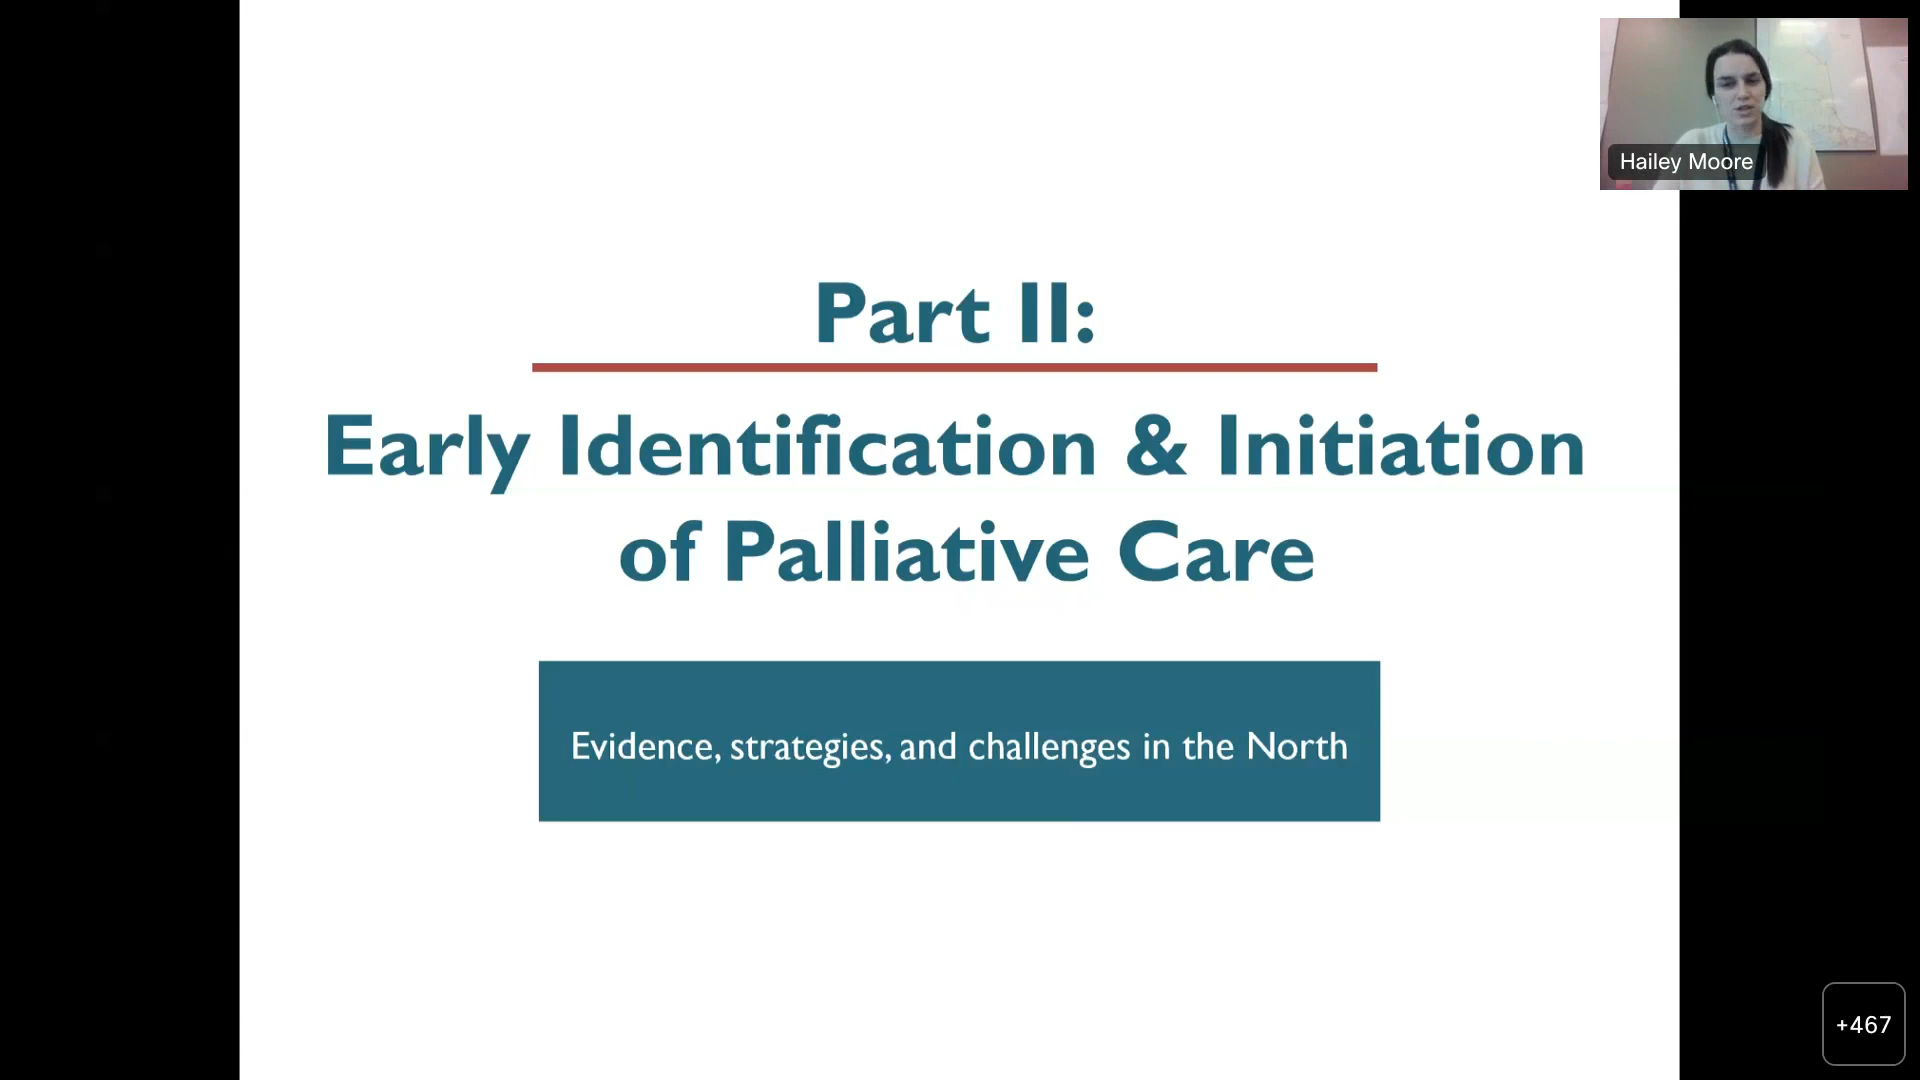 Hailey Moore
Part II:
Early Identification & Initiation
of Palliative Care
Evidence, strategies, and challenges in the North
+467